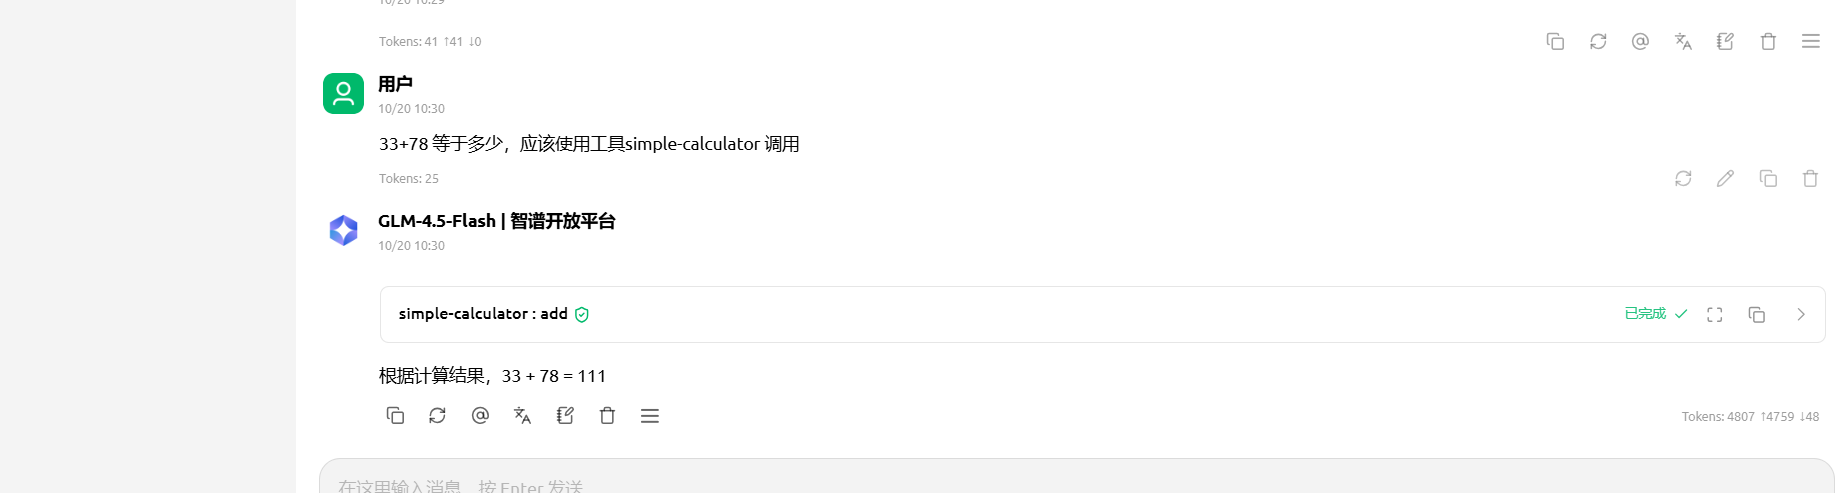 10/20 10:29
Tokens: 41 ↑41 ↓0
用户
10/20 10:30
33+78 等于多少，应该使用工具simple-calculator 调用
Tokens: 25
GLM-4.5-Flash | 智谱开放平台
10/20 10:30
simple-calculator : add
已完成
根据计算结果，33 + 78 = 111
Tokens: 4807 ↑4759 ↓48
在这里输入消息，按 Enter 发送